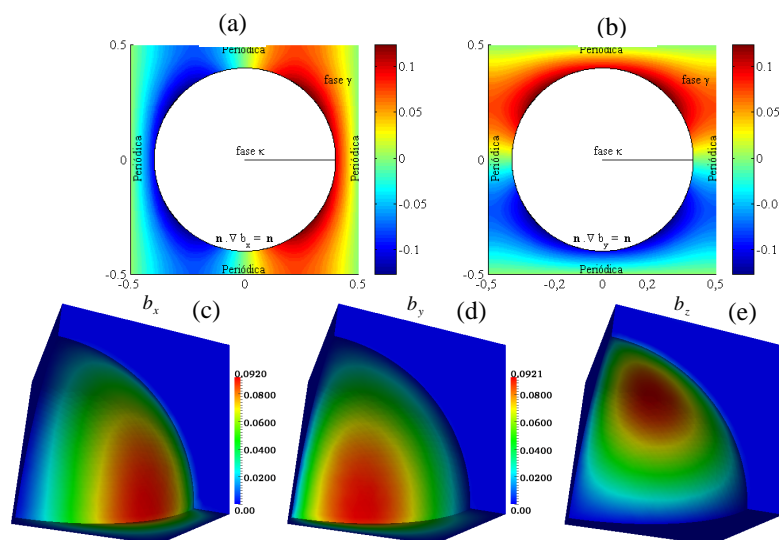 (a)
(b)
0.5
Periódica
fase γ
Periódica
0
fase κ
Periódica
n . ∇ b_x = n
Periódica
-0.5
-0.5
0
0.5
0.1
0.05
0
-0.05
-0.1
0.5
Periódica
fase γ
Periódica
0
fase κ
Periódica
n . ∇ b_y = n
Periódica
-0.5
-0,5
0,2
0
0,2
0,5
0.1
0.05
0
-0.05
-0.1
b_x
(c)
b_y
(d)
b_z
(e)
0.0920
0.0800
0.0600
0.0400
0.0200
0.00
0.0921
0.0800
0.0600
0.0400
0.0200
0.00